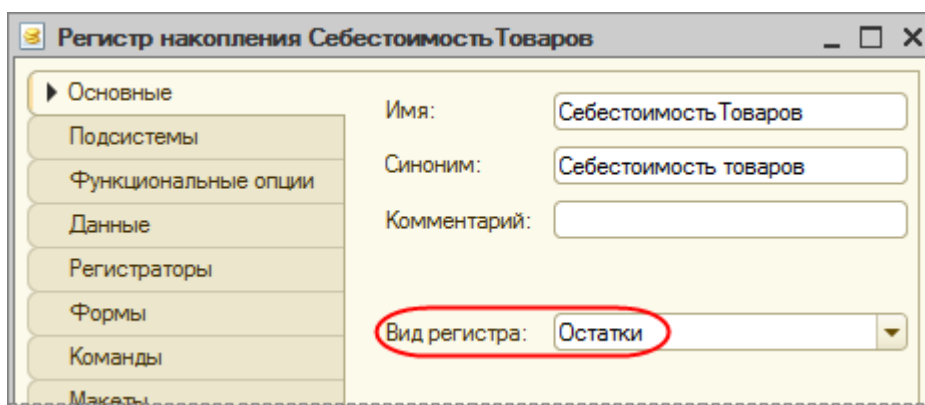 Регистр накопления СебестоимостьТоваров
Основные
Подсистемы
Функциональные опции
Данные
Регистраторы
Формы
Команды
Макеты
Имя: СебестоимостьТоваров
Синоним: Себестоимость товаров
Комментарий:
Вид регистра: Остатки